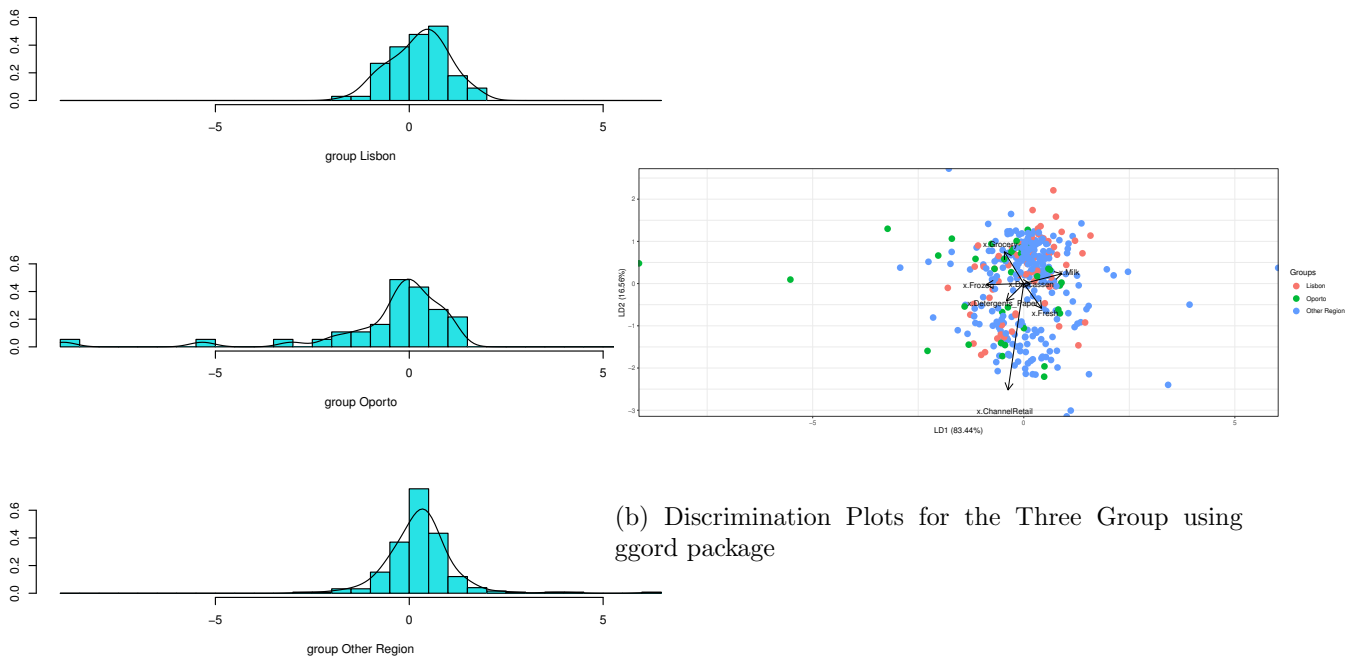 0.0 0.2 0.4 0.6
−5 0 5
group Lisbon
0.0 0.2 0.4 0.6
−5 0 5
group Oporto
0.0 0.2 0.4 0.6
−5 0 5
group Other Region
2
1
0
−1
−2
−3
LD2 (16.56%)
x.Grocery
x.Milk
x.Frozen
x.Detergents_Paper
x.Fresh
x.ChannelRetail
−5 0 5
LD1 (83.44%)
Groups
Lisbon
Oporto
Other Region
(b) Discrimination Plots for the Three Group using
ggord package